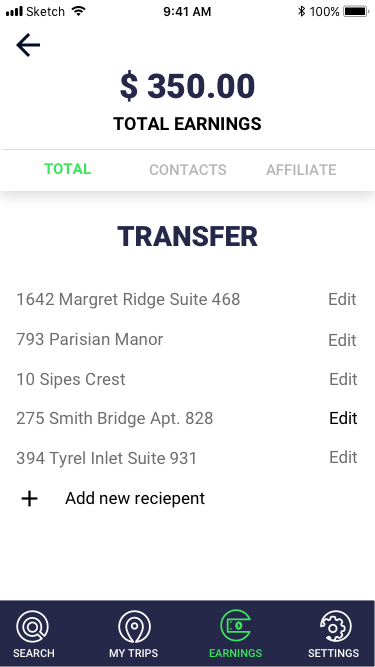 Sketch 9:41 AM 100%
$ 350.00
TOTAL EARNINGS
TOTAL CONTACTS AFFILIATE
TRANSFER
1642 Margret Ridge Suite 468 Edit
793 Parisian Manor Edit
10 Sipes Crest Edit
275 Smith Bridge Apt. 828 Edit
394 Tyrel Inlet Suite 931 Edit
+ Add new reciepent
SEARCH MY TRIPS EARNINGS SETTINGS